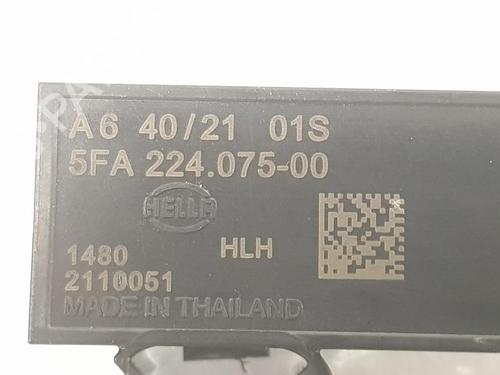 A6 40/21 01S
5FA 224.075-00
HELLA
HLH
1480
2110051
MADE IN THAILAND